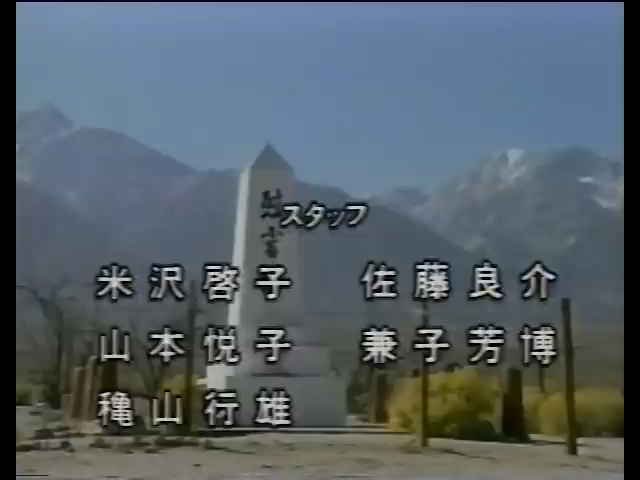 スタッフ
米沢啓子 佐藤良介
山本悦子 兼子芳博
穐山行雄